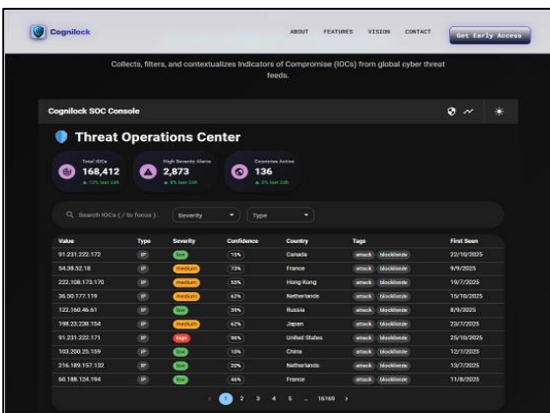 Cognilock ABOUT FEATURES VISION CONTACT Get Early Access
Collects, filters, and contextualizes Indicators of Compromise (IOCs) from global cyber threat
feeds.
Cognilock SOC Console
Threat Operations Center
Total IOCs High Severity Alerts Countries Active
168,412 2,873 136
Search IOCs ( / to focus ) Severity Type
Value Type Severity Confidence Country Tags First Seen
91.231.222.172 IP low 15% Canada attack blocklistde 22/10/2025
54.38.52.18 IP medium 73% France attack blocklistde 9/9/2025
222.108.173.170 IP medium 55% Hong Kong attack blocklistde 19/7/2025
36.50.177.119 IP medium 62% Netherlands attack blocklistde 15/10/2025
122.160.46.61 IP low 39% Russia attack blocklistde 8/9/2025
198.23.238.154 IP medium 62% Japan attack blocklistde 23/7/2025
91.231.222.171 IP high 96% United States attack blocklistde 25/10/2025
103.200.25.159 IP low 10% China attack blocklistde 12/7/2025
216.189.157.132 IP low 20% Netherlands attack blocklistde 13/7/2025
60.188.124.194 IP low 46% France attack blocklistde 11/8/2025
‹ 1 2 3 4 5 … 16169 ›